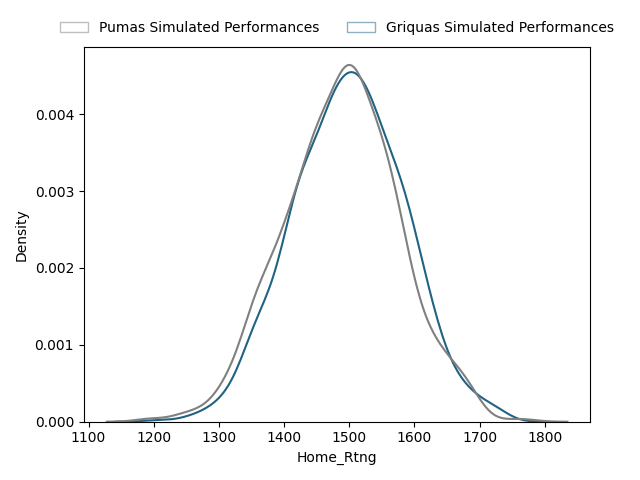 Pumas Simulated Performances Griquas Simulated Performances
0.004
0.003
0.002
0.001
0.000
Density
1100 1200 1300 1400 1500 1600 1700 1800
Home_Rtng